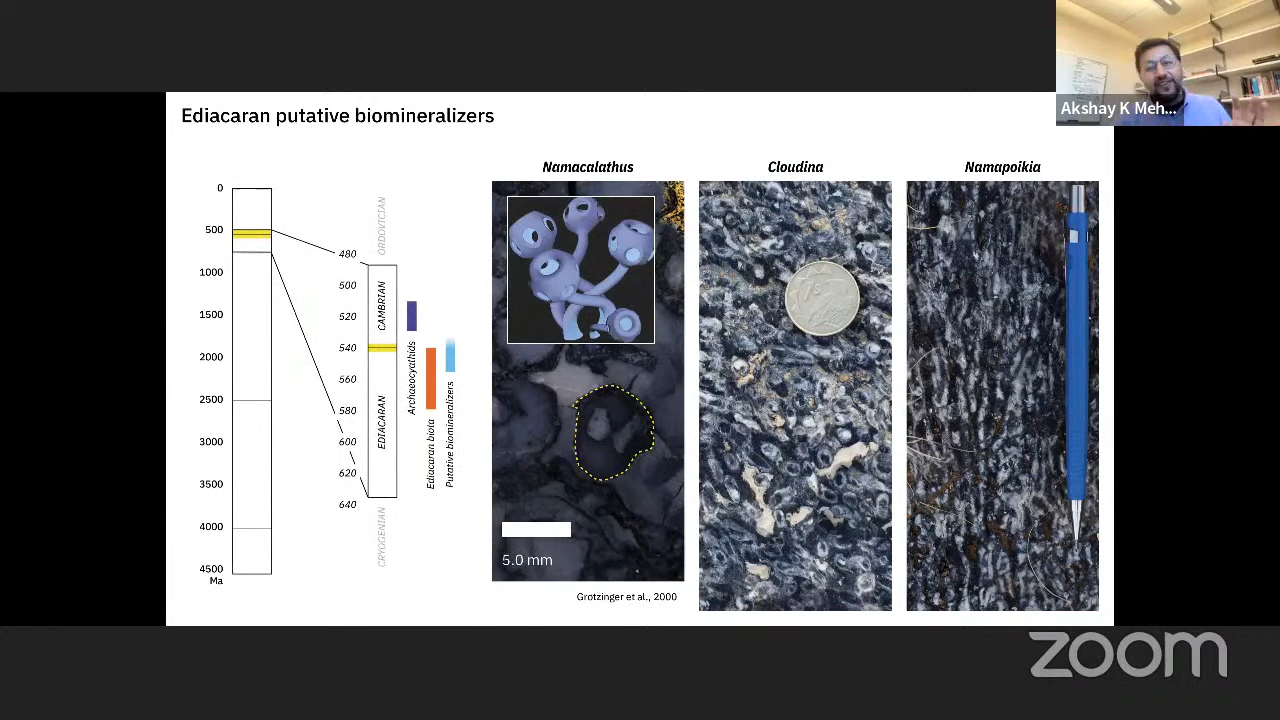 Ediacaran putative biomineralizers
Akshay K Meh...
Namacalathus
Cloudina
Namapoikia
0
500
1000
1500
2000
2500
3000
3500
4000
4500
Ma
480
500
520
540
560
580
600
620
640
ORDOVICIAN
CAMBRIAN
EDIACARAN
CRYOGENIAN
Archaeocyathids
Ediacaran biota
Putative biomineralizers
5.0 mm
Grotzinger et al., 2000
zoom